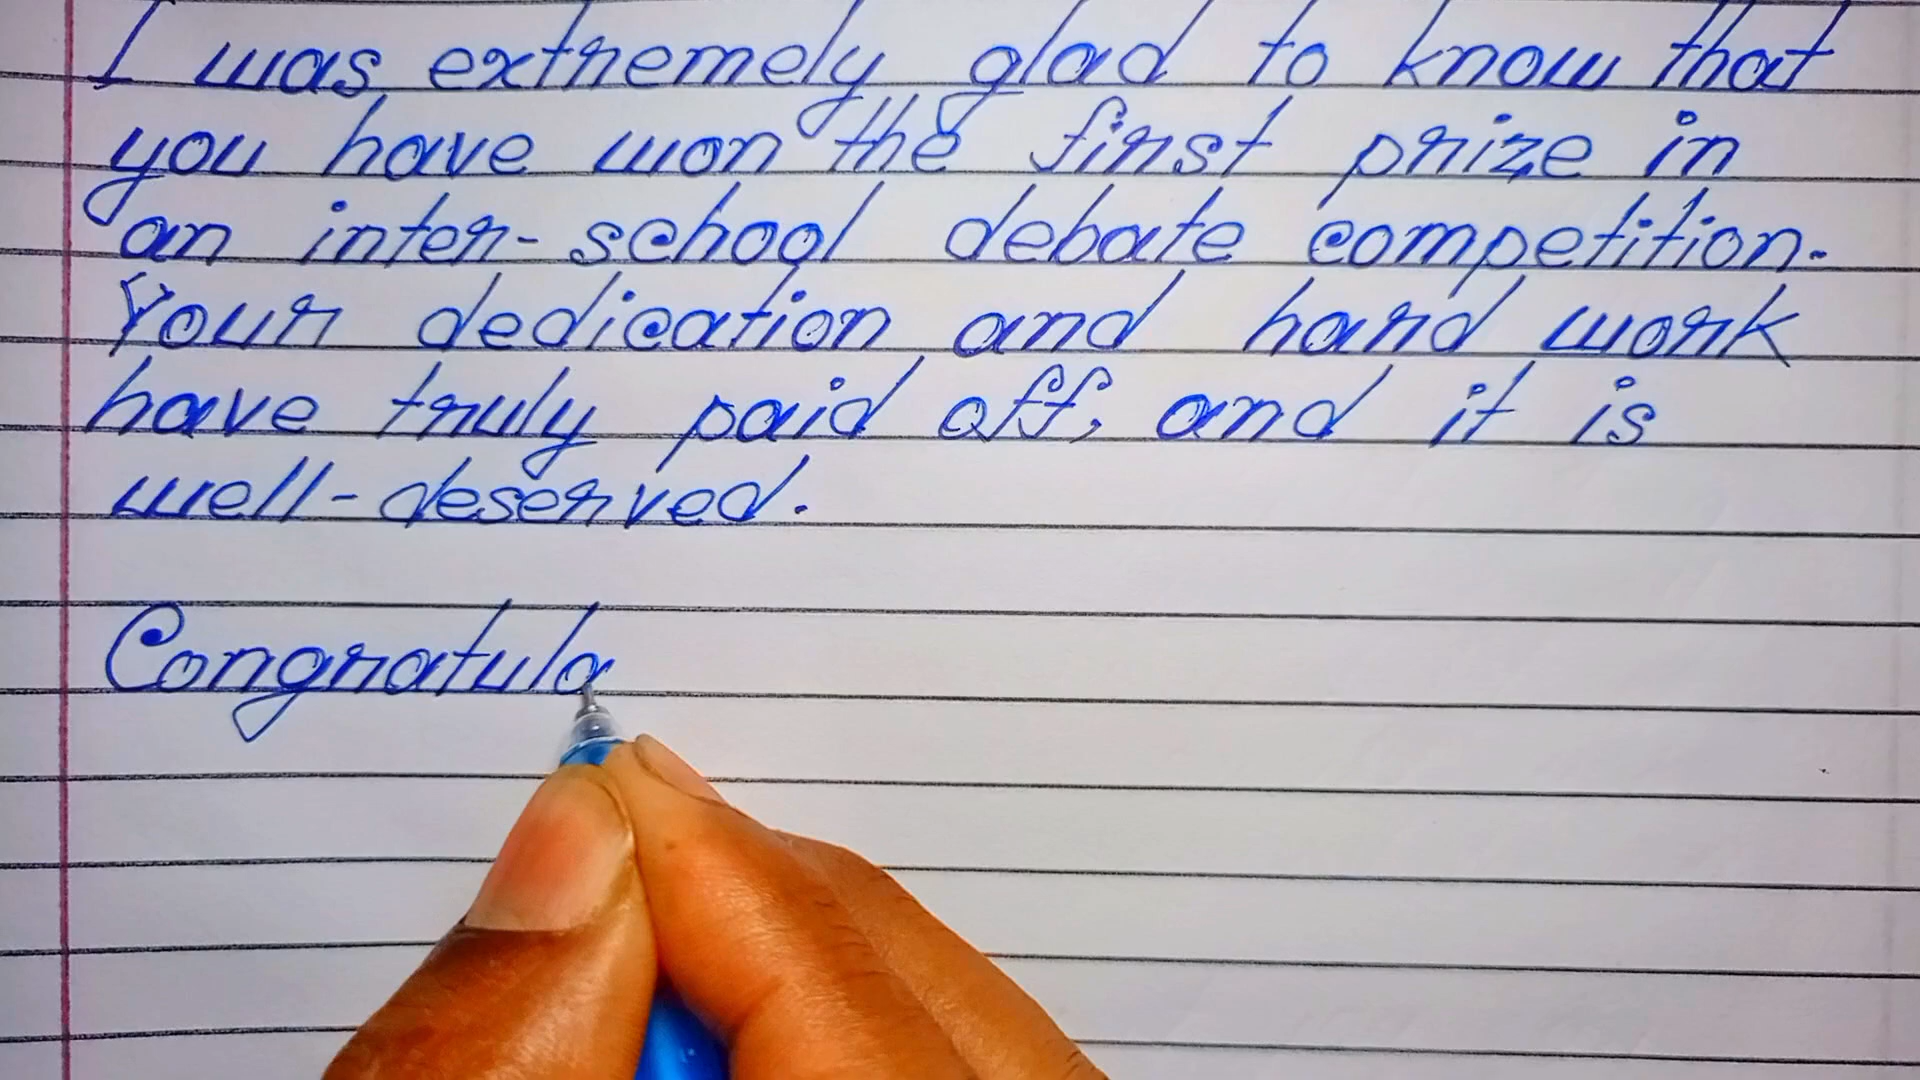 I was extremely glad to know that
you have won the first prize in
an inter-school debate competition.
Your dedication and hard work
have truly paid off, and it is
well-deserved.
Congratula